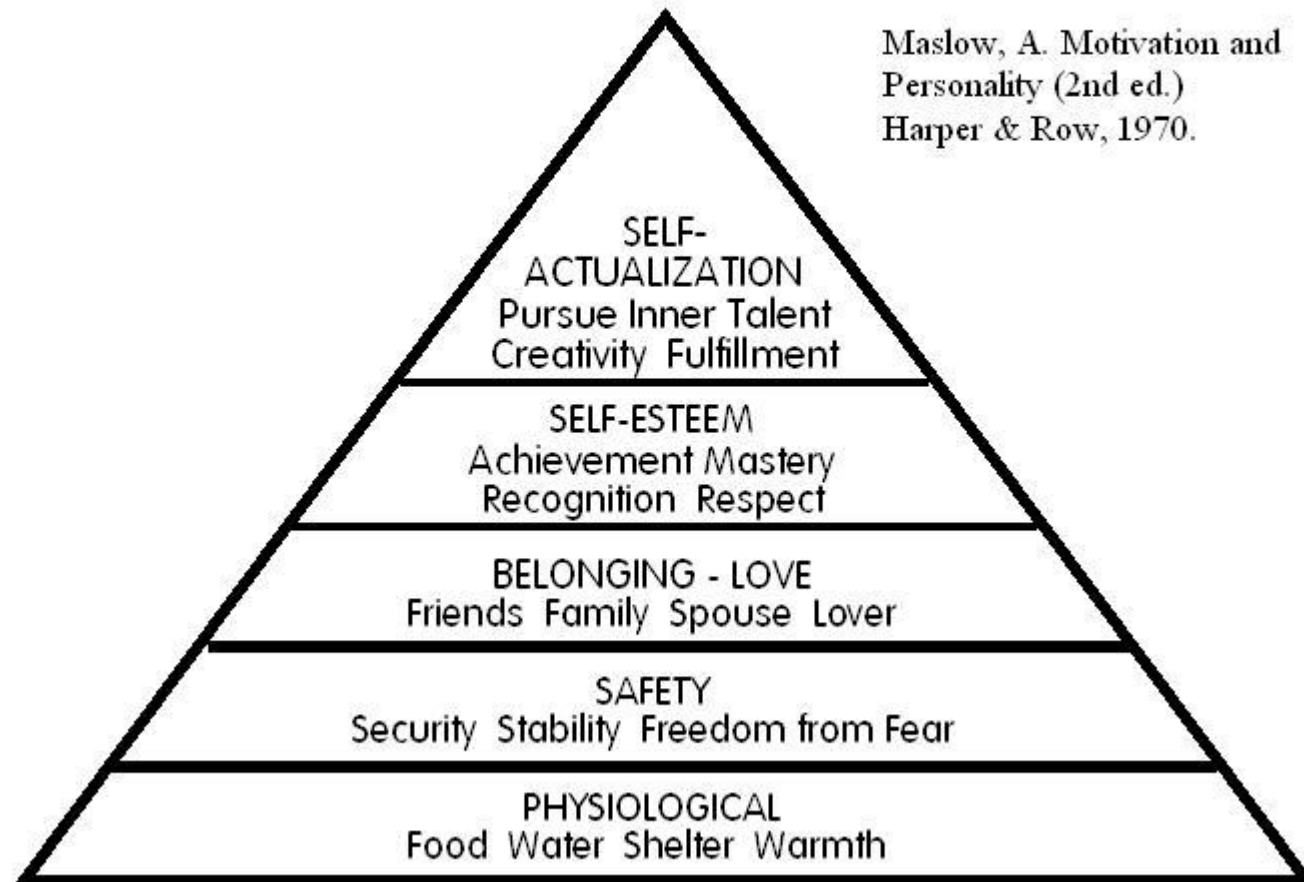 Maslow, A. Motivation and
Personality (2nd ed.)
Harper & Row, 1970.
SELF-
ACTUALIZATION
Pursue Inner Talent
Creativity Fulfillment
SELF-ESTEEM
Achievement Mastery
Recognition Respect
BELONGING - LOVE
Friends Family Spouse Lover
SAFETY
Security Stability Freedom from Fear
PHYSIOLOGICAL
Food Water Shelter Warmth